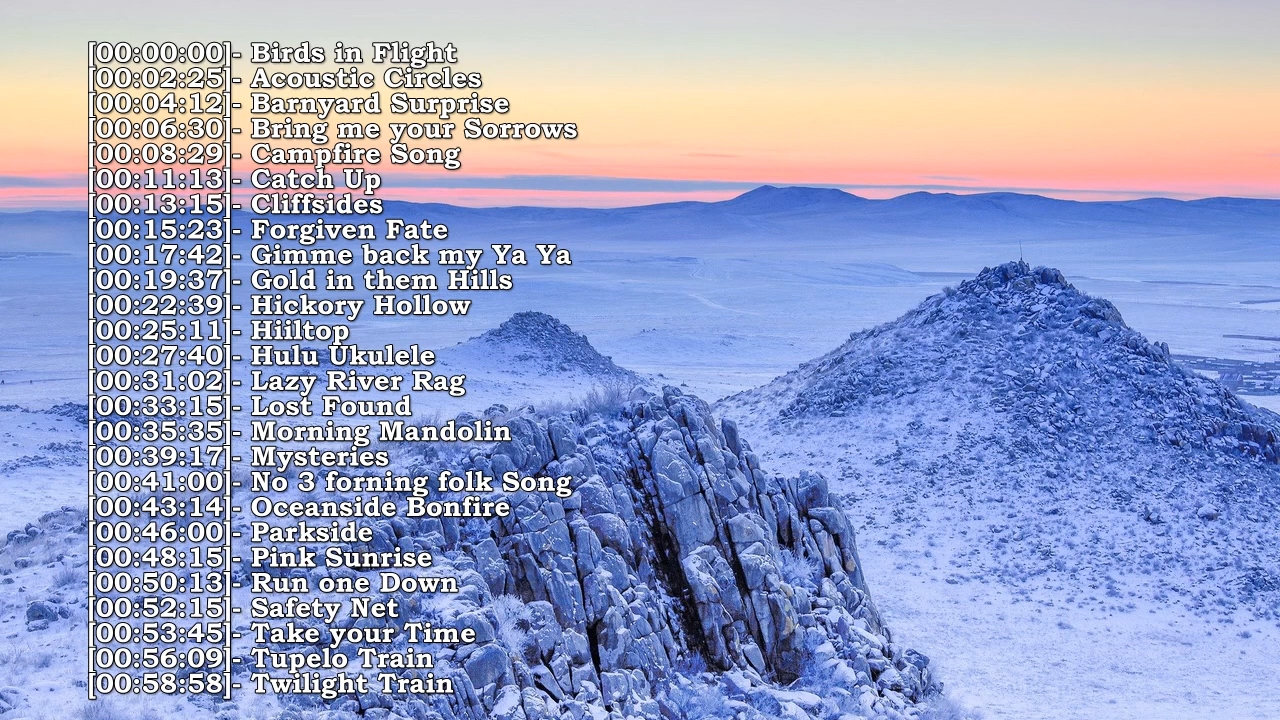 [00:00:00]- Birds in Flight
[00:02:25]- Acoustic Circles
[00:04:12]- Barnyard Surprise
[00:06:30]- Bring me your Sorrows
[00:08:29]- Campfire Song
[00:11:13]- Catch Up
[00:13:15]- Cliffsides
[00:15:23]- Forgiven Fate
[00:17:42]- Gimme back my Ya Ya
[00:19:37]- Gold in them Hills
[00:22:39]- Hickory Hollow
[00:25:11]- Hiiltop
[00:27:40]- Hulu Ukulele
[00:31:02]- Lazy River Rag
[00:33:15]- Lost Found
[00:35:35]- Morning Mandolin
[00:39:17]- Mysteries
[00:41:00]- No 3 forning folk Song
[00:43:14]- Oceanside Bonfire
[00:46:00]- Parkside
[00:48:15]- Pink Sunrise
[00:50:13]- Run one Down
[00:52:15]- Safety Net
[00:53:45]- Take your Time
[00:56:09]- Tupelo Train
[00:58:58]- Twilight Train